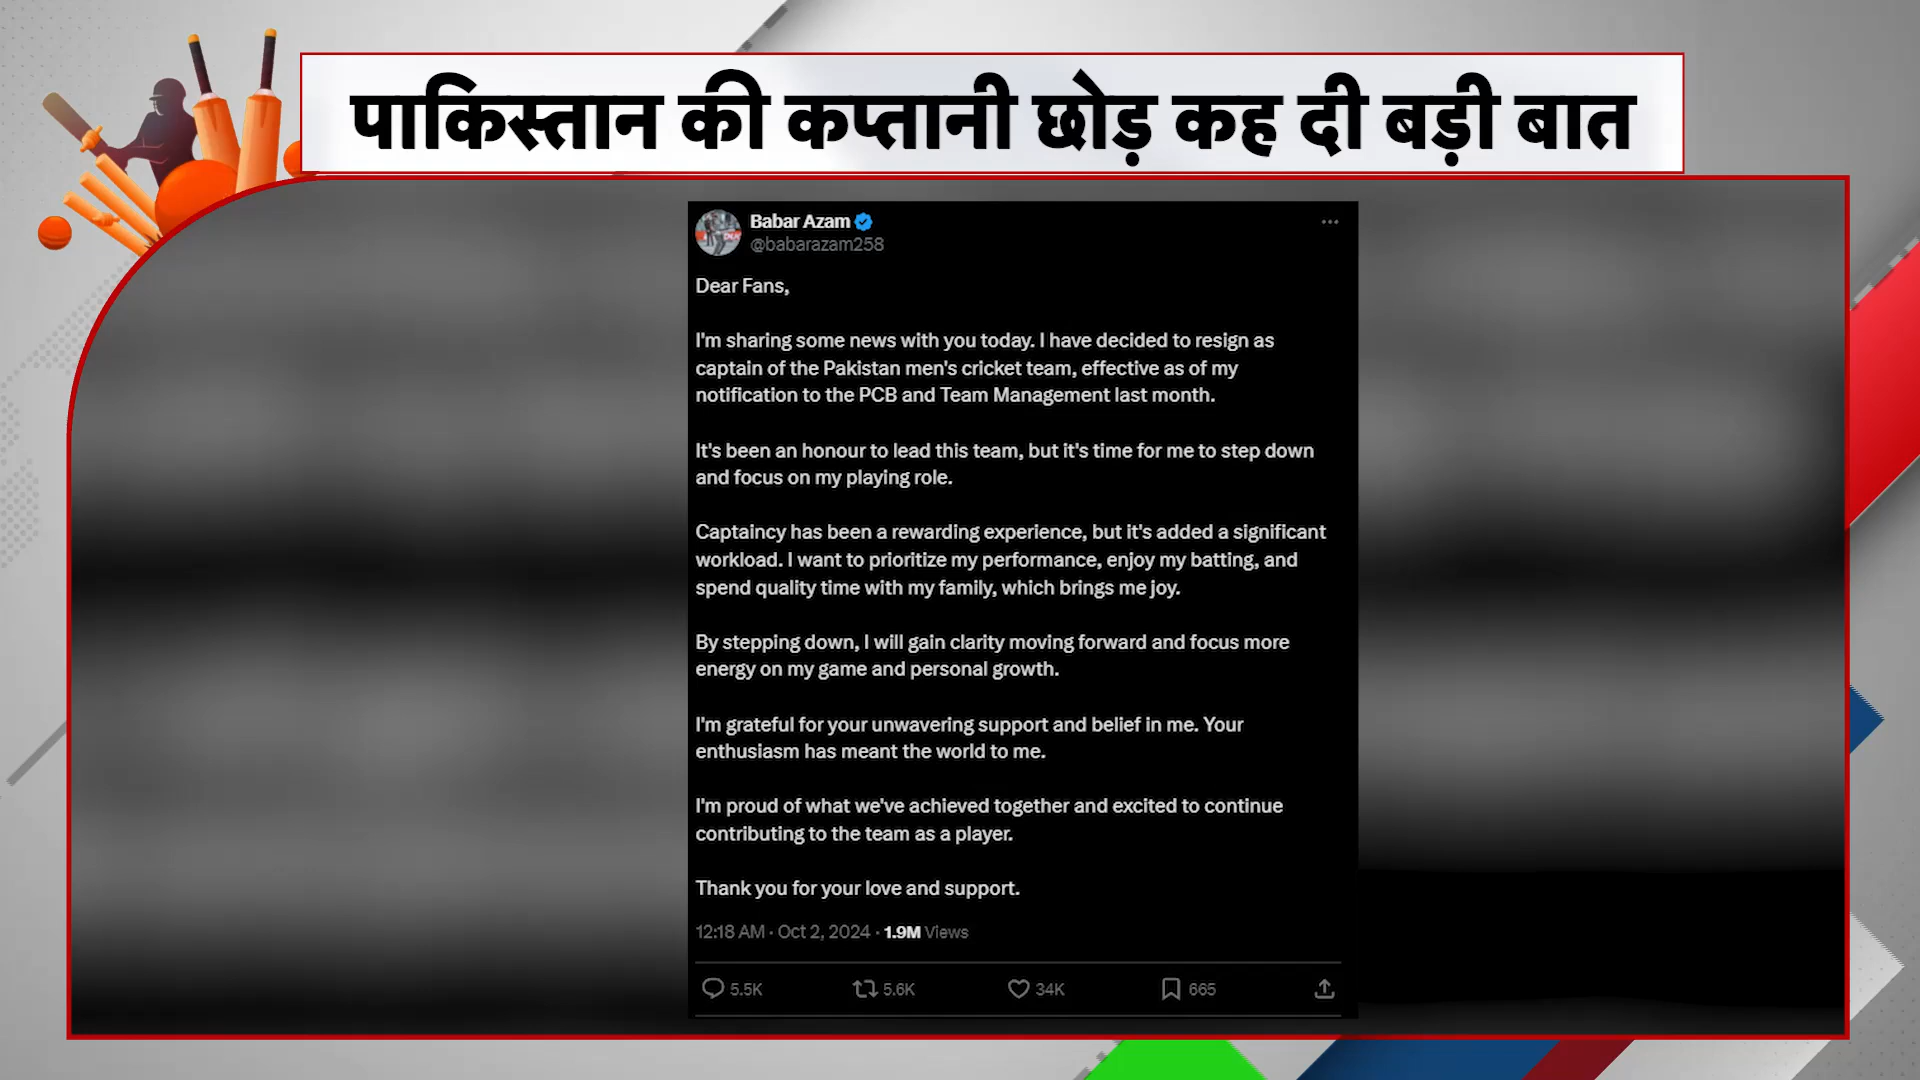 पाकिस्तान की कप्तानी छोड़ कह दी बड़ी बात
Babar Azam
@babarazam258
Dear Fans,
I'm sharing some news with you today. I have decided to resign as
captain of the Pakistan men's cricket team, effective as of my
notification to the PCB and Team Management last month.
It's been an honour to lead this team, but it's time for me to step down
and focus on my playing role.
Captaincy has been a rewarding experience, but it's added a significant
workload. I want to prioritize my performance, enjoy my batting, and
spend quality time with my family, which brings me joy.
By stepping down, I will gain clarity moving forward and focus more
energy on my game and personal growth.
I'm grateful for your unwavering support and belief in me. Your
enthusiasm has meant the world to me.
I'm proud of what we've achieved together and excited to continue
contributing to the team as a player.
Thank you for your love and support.
12:18 AM · Oct 2, 2024 · 1.9M Views
5.5K 5.6K 34K 665